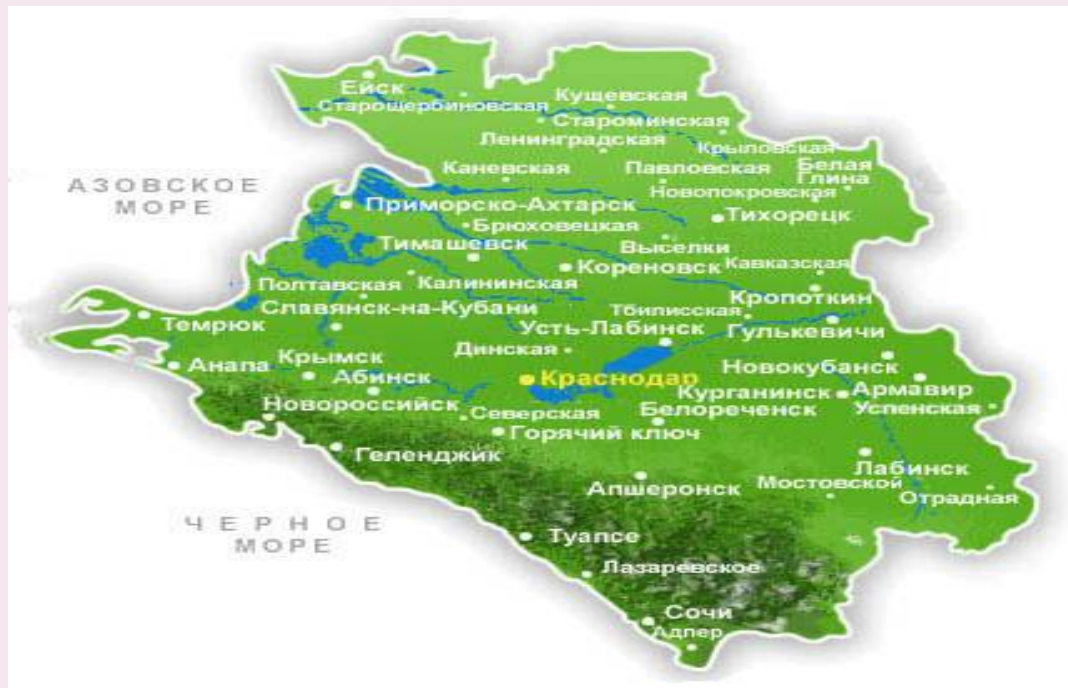 Ейск
Старощербиновская
Кущевская
Староминская
Ленинградская
Крыловская
Каневская
Павловская
Белая
Глина
АЗОВСКОЕ
МОРЕ
Новопокровская
Приморско-Ахтарск
Тихорецк
Брюховецкая
Тимашевск
Выселки
Кореновск
Кавказская
Полтавская
Калининская
Кропоткин
Славянск-на-Кубани
Тбилисская
Темрюк
Усть-Лабинск
Гулькевичи
Динская
Анапа
Крымск
Новокубанск
Абинск
Краснодар
Курганинск
Армавир
Новороссийск
Северская
Белореченск
Успенская
Горячий ключ
Геленджик
Лабинск
Апшеронск
Мостовской
Отрадная
ЧЕРНОЕ
МОРЕ
Туапсе
Лазаревское
Сочи